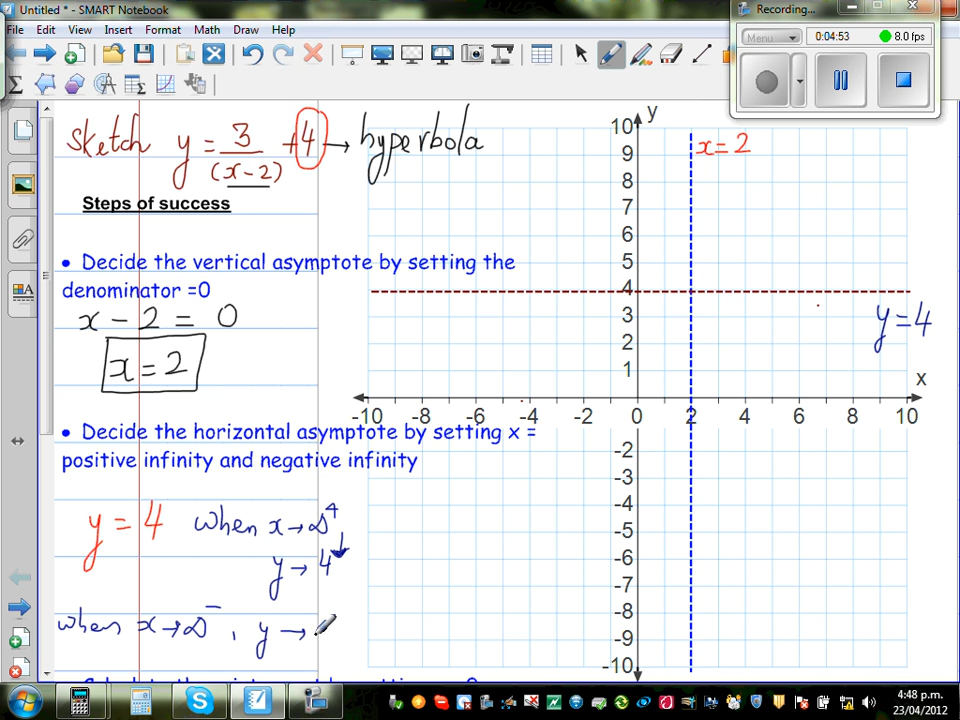 Untitled * - SMART Notebook
Recording...
File Edit View Insert Format Math Draw Help
Menu 00:04:53 8.0 fps
sketch y = 3/(x-2) + 4 → hyperbola
Steps of success
• Decide the vertical asymptote by setting the
denominator =0
x - 2 = 0
x = 2
• Decide the horizontal asymptote by setting x =
positive infinity and negative infinity
y = 4 when x → ∞⁺
y → 4↓
when x → ∞⁻, y →
y
x = 2
10
9
8
7
6
5
4
3
2
1
y = 4
x
-10 -8 -6 -4 -2 0 2 4 6 8 10
-2
-3
-4
-5
-6
-7
-8
-9
-10
4:48 p.m.
23/04/2012